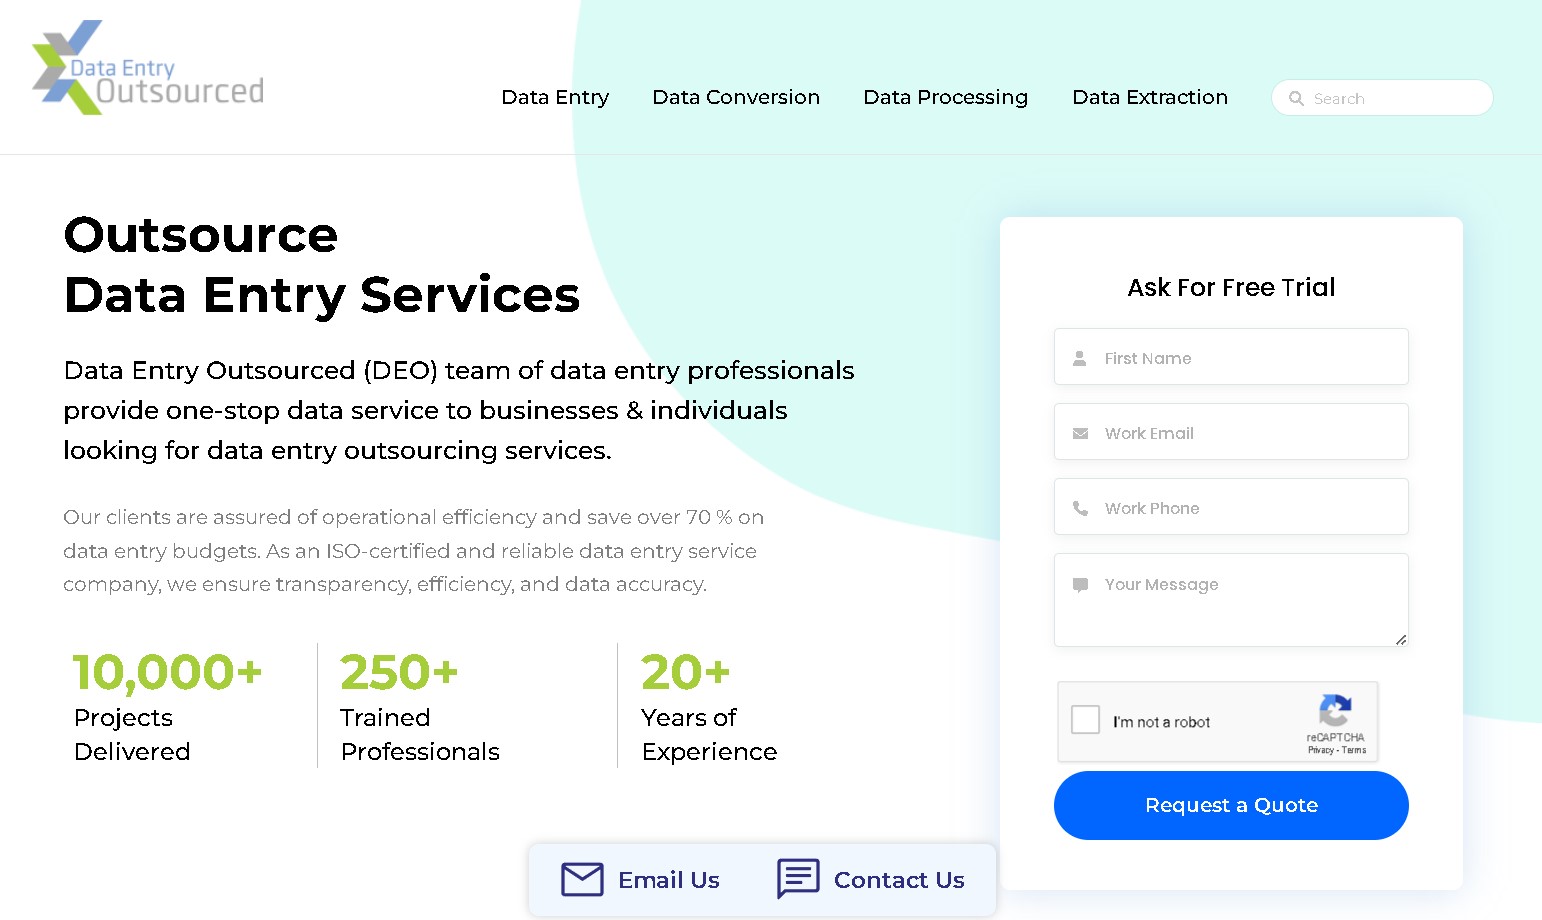 Data Entry
Outsourced
Data Entry
Data Conversion
Data Processing
Data Extraction
Search
Outsource
Data Entry Services
Data Entry Outsourced (DEO) team of data entry professionals
provide one-stop data service to businesses & individuals
looking for data entry outsourcing services.
Our clients are assured of operational efficiency and save over 70 % on
data entry budgets. As an ISO-certified and reliable data entry service
company, we ensure transparency, efficiency, and data accuracy.
10,000+
Projects
Delivered
250+
Trained
Professionals
20+
Years of
Experience
Ask For Free Trial
First Name
Work Email
Work Phone
Your Message
I'm not a robot
reCAPTCHA
Privacy - Terms
Request a Quote
Email Us
Contact Us